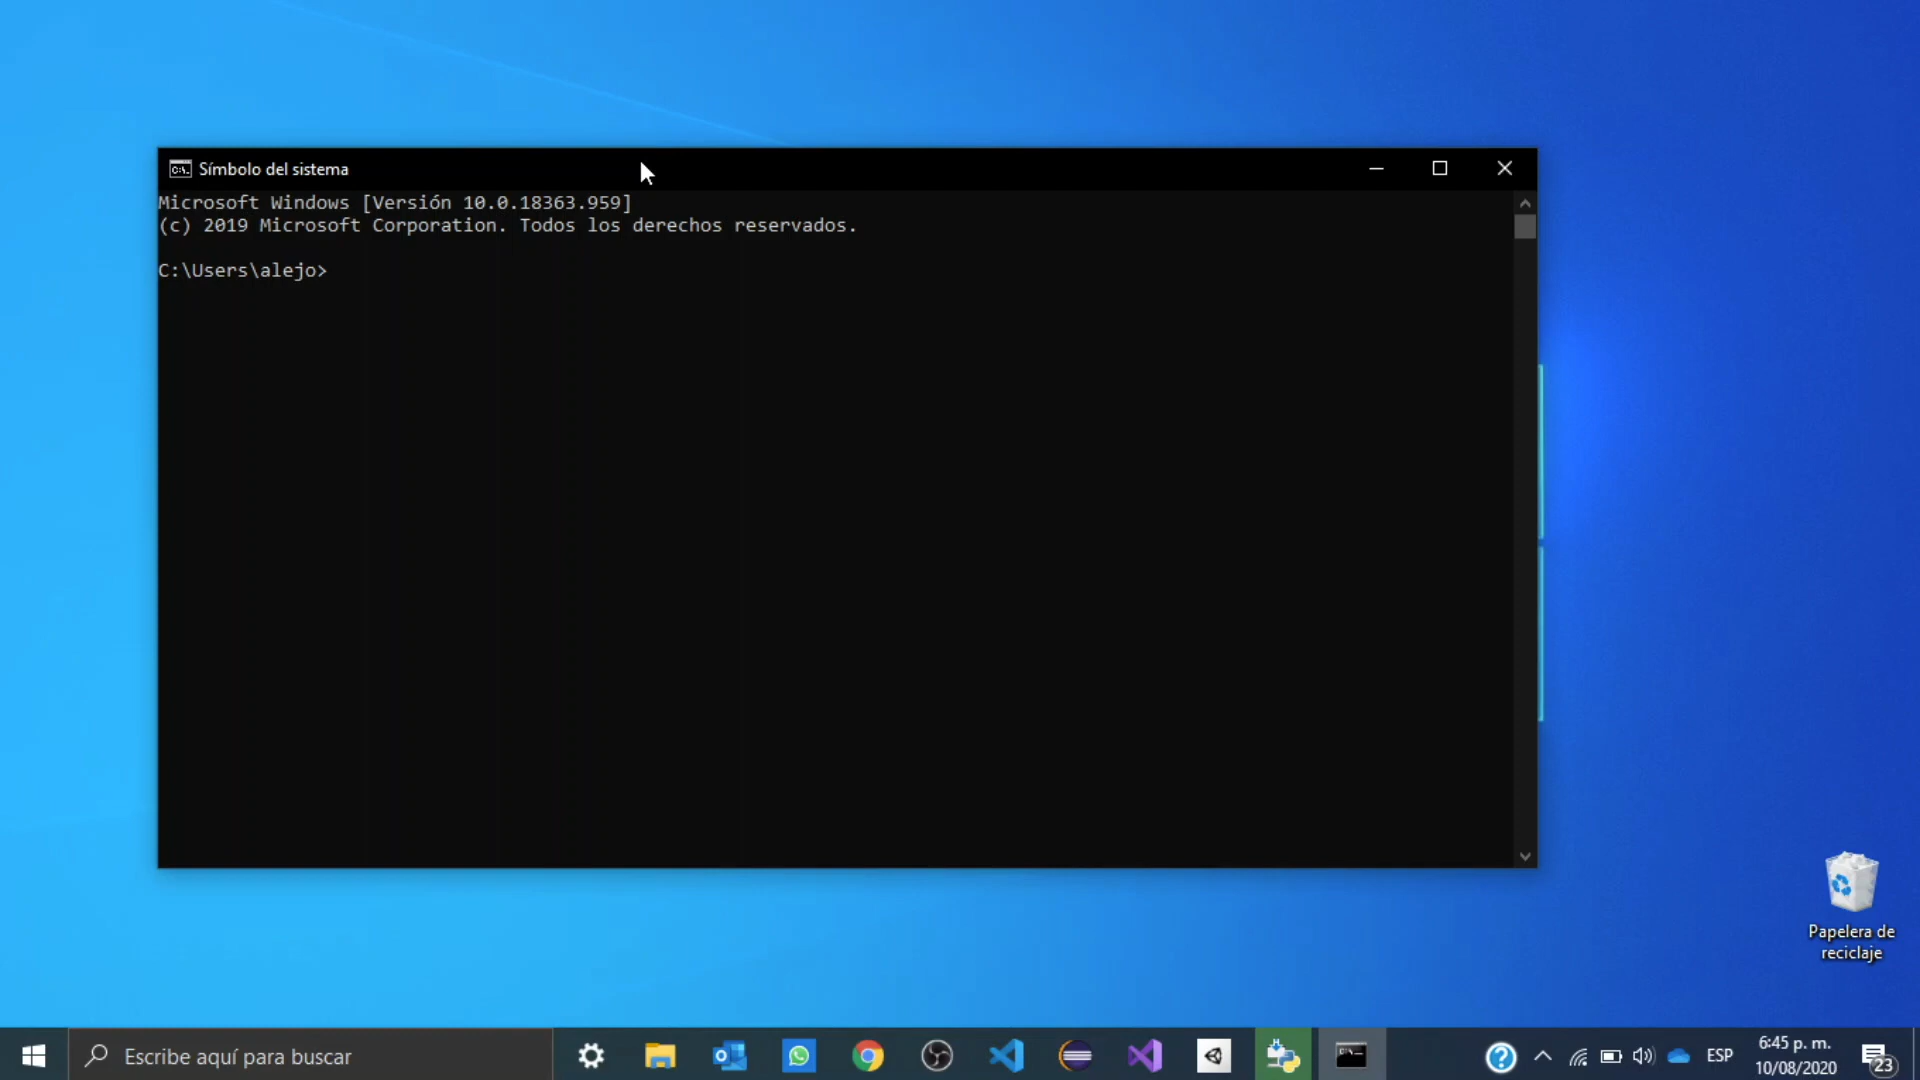 Símbolo del sistema
Microsoft Windows [Versión 10.0.18363.959]
(c) 2019 Microsoft Corporation. Todos los derechos reservados.
C:\Users\alejo>
Papelera de
reciclaje
Escribe aquí para buscar
ESP
6:45 p. m.
10/08/2020
23